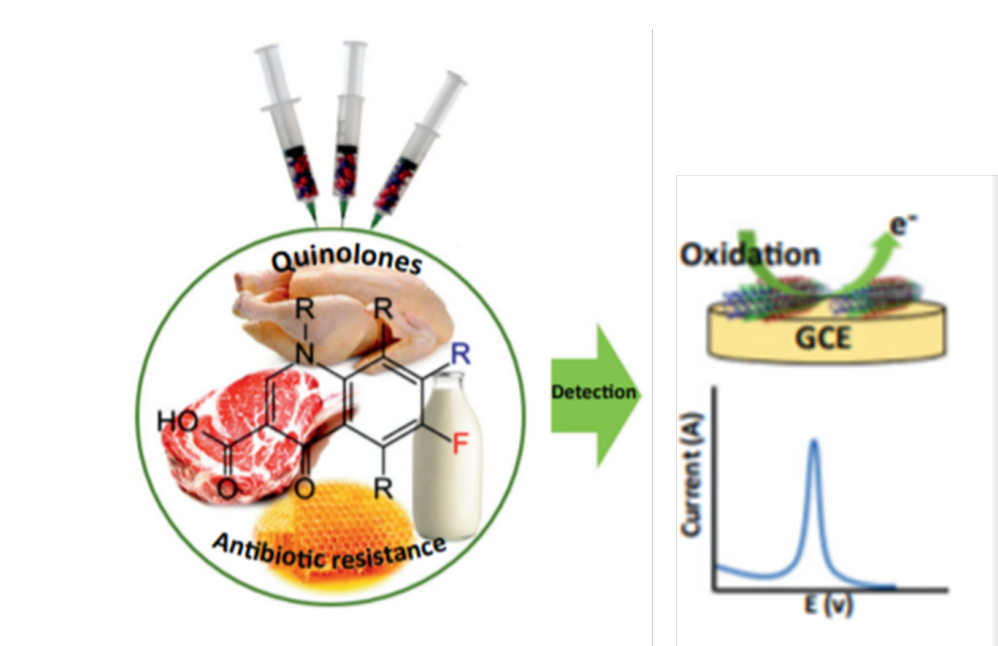 Quinolones
R
R
N
R
HO
F
O
O
R
Antibiotic resistance
Detection
Oxidation
e⁻
GCE
Current (A)
E (v)